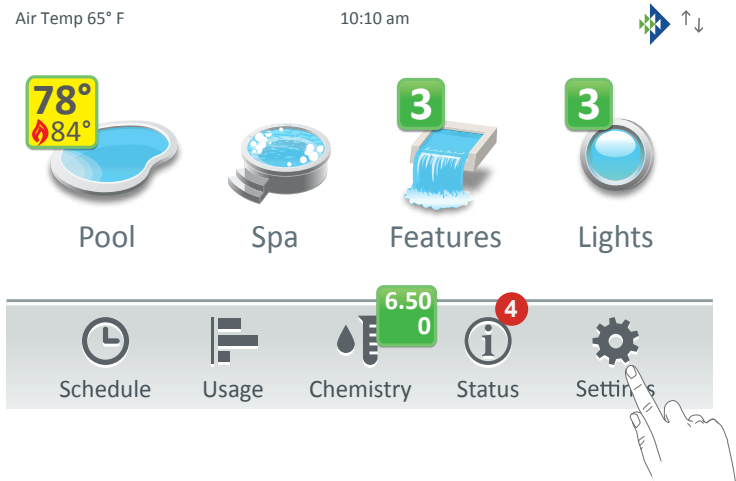 Air Temp 65° F 10:10 am ↑↓
78° 3 3
84°
Pool Spa Features Lights
6.50 4
0
Schedule Usage Chemistry Status Settings